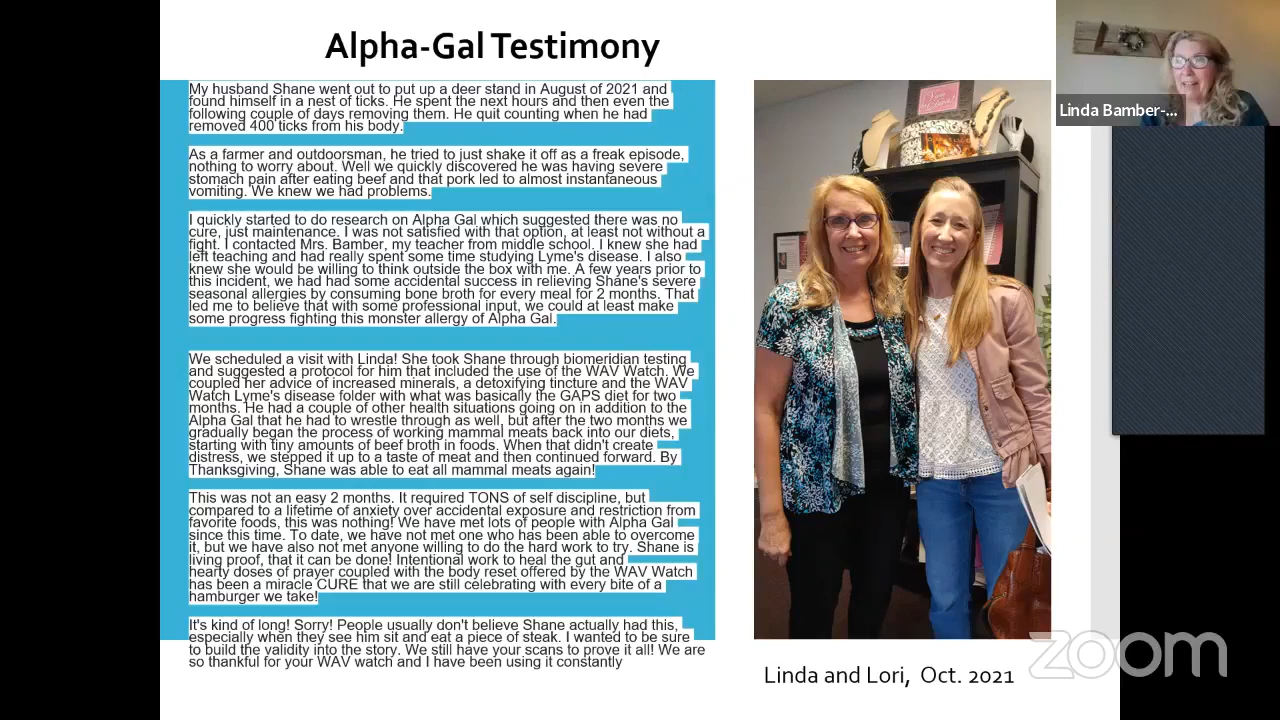 Alpha-Gal Testimony
My husband Shane went out to put up a deer stand in August of 2021 and
found himself in a nest of ticks. He spent the next hours and then even the
following couple of days removing them. He quit counting when he had
removed 400 ticks from his body.
As a farmer and outdoorsman, he tried to just shake it off as a freak episode,
nothing to worry about. Well we quickly discovered he was having severe
stomach pain after eating beef and that pork led to almost instantaneous
vomiting. We knew we had problems.
I quickly started to do research on Alpha Gal which suggested there was no
cure, just maintenance. I was not satisfied with that option, at least not without a
fight. I contacted Mrs. Bamber, my teacher from middle school. I knew she had
left teaching and had really spent some time studying Lyme's disease. I also
knew she would be willing to think outside the box with me. A few years prior to
this incident, we had had some accidental success in relieving Shane's severe
seasonal allergies by consuming bone broth for every meal for 2 months. That
led me to believe that with some professional input, we could at least make
some progress fighting this monster allergy of Alpha Gal.
We scheduled a visit with Linda! She took Shane through biomeridian testing
and suggested a protocol for him that included the use of the WAV Watch. We
coupled her advice of increased minerals, a detoxifying tincture and the WAV
Watch Lyme's disease folder with what was basically the GAPS diet for two
months. He had a couple of other health situations going on in addition to the
Alpha Gal that he had to wrestle through as well, but after the two months we
gradually began the process of working mammal meats back into our diets,
starting with tiny amounts of beef broth in foods. When that didn't create
distress, we stepped it up to a taste of meat and then continued forward. By
Thanksgiving, Shane was able to eat all mammal meats again!
This was not an easy 2 months. It required TONS of self discipline, but
compared to a lifetime of anxiety over accidental exposure and restriction from
favorite foods, this was nothing! We have met lots of people with Alpha Gal
since this time. To date, we have not met one who has been able to overcome
it, but we have also not met anyone willing to do the hard work to try. Shane is
living proof, that it can be done! Intentional work to heal the gut and
hearty doses of prayer coupled with the body reset offered by the WAV Watch
has been a miracle CURE that we are still celebrating with every bite of a
hamburger we take!
It's kind of long! Sorry! People usually don't believe Shane actually had this,
especially when they see him sit and eat a piece of steak. I wanted to be sure
to build the validity into the story. We still have your scans to prove it all! We are
so thankful for your WAV watch and I have been using it constantly
Linda and Lori, Oct. 2021
Linda Bamber-...
zoom